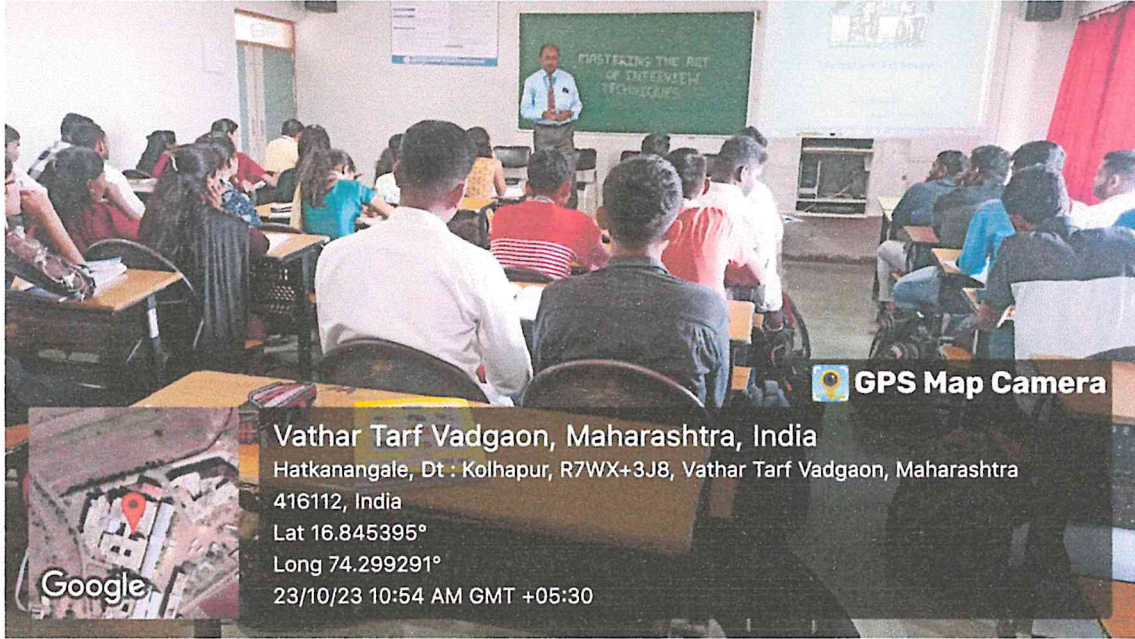 MASTERING THE ART
OF INTERVIEW
TECHNIQUES
GPS Map Camera
Vathar Tarf Vadgaon, Maharashtra, India
Hatkanangale, Dt : Kolhapur, R7WX+3J8, Vathar Tarf Vadgaon, Maharashtra
416112, India
Lat 16.845395°
Long 74.299291°
23/10/23 10:54 AM GMT +05:30
Google